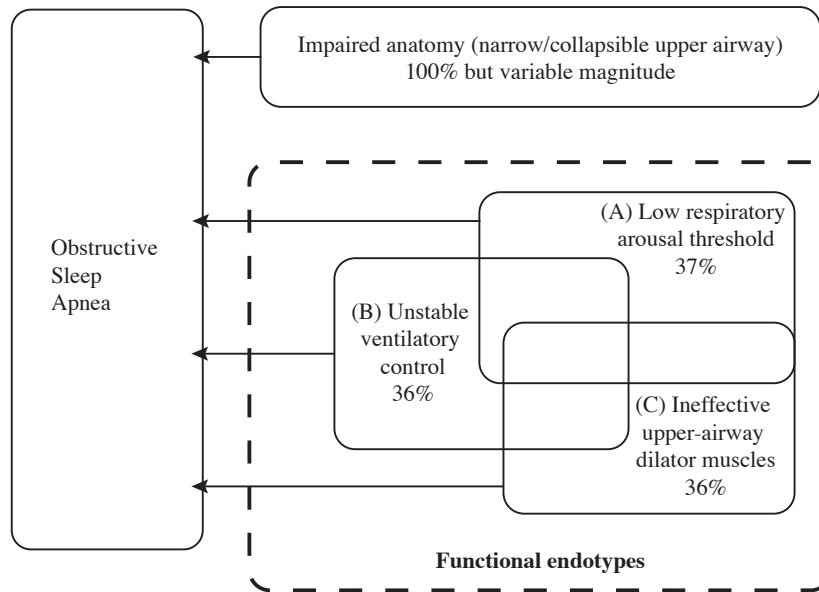 Impaired anatomy (narrow/collapsible upper airway)
100% but variable magnitude
Obstructive
Sleep
Apnea
(A) Low respiratory
arousal threshold
37%
(B) Unstable
ventilatory
control
36%
(C) Ineffective
upper-airway
dilator muscles
36%
Functional endotypes